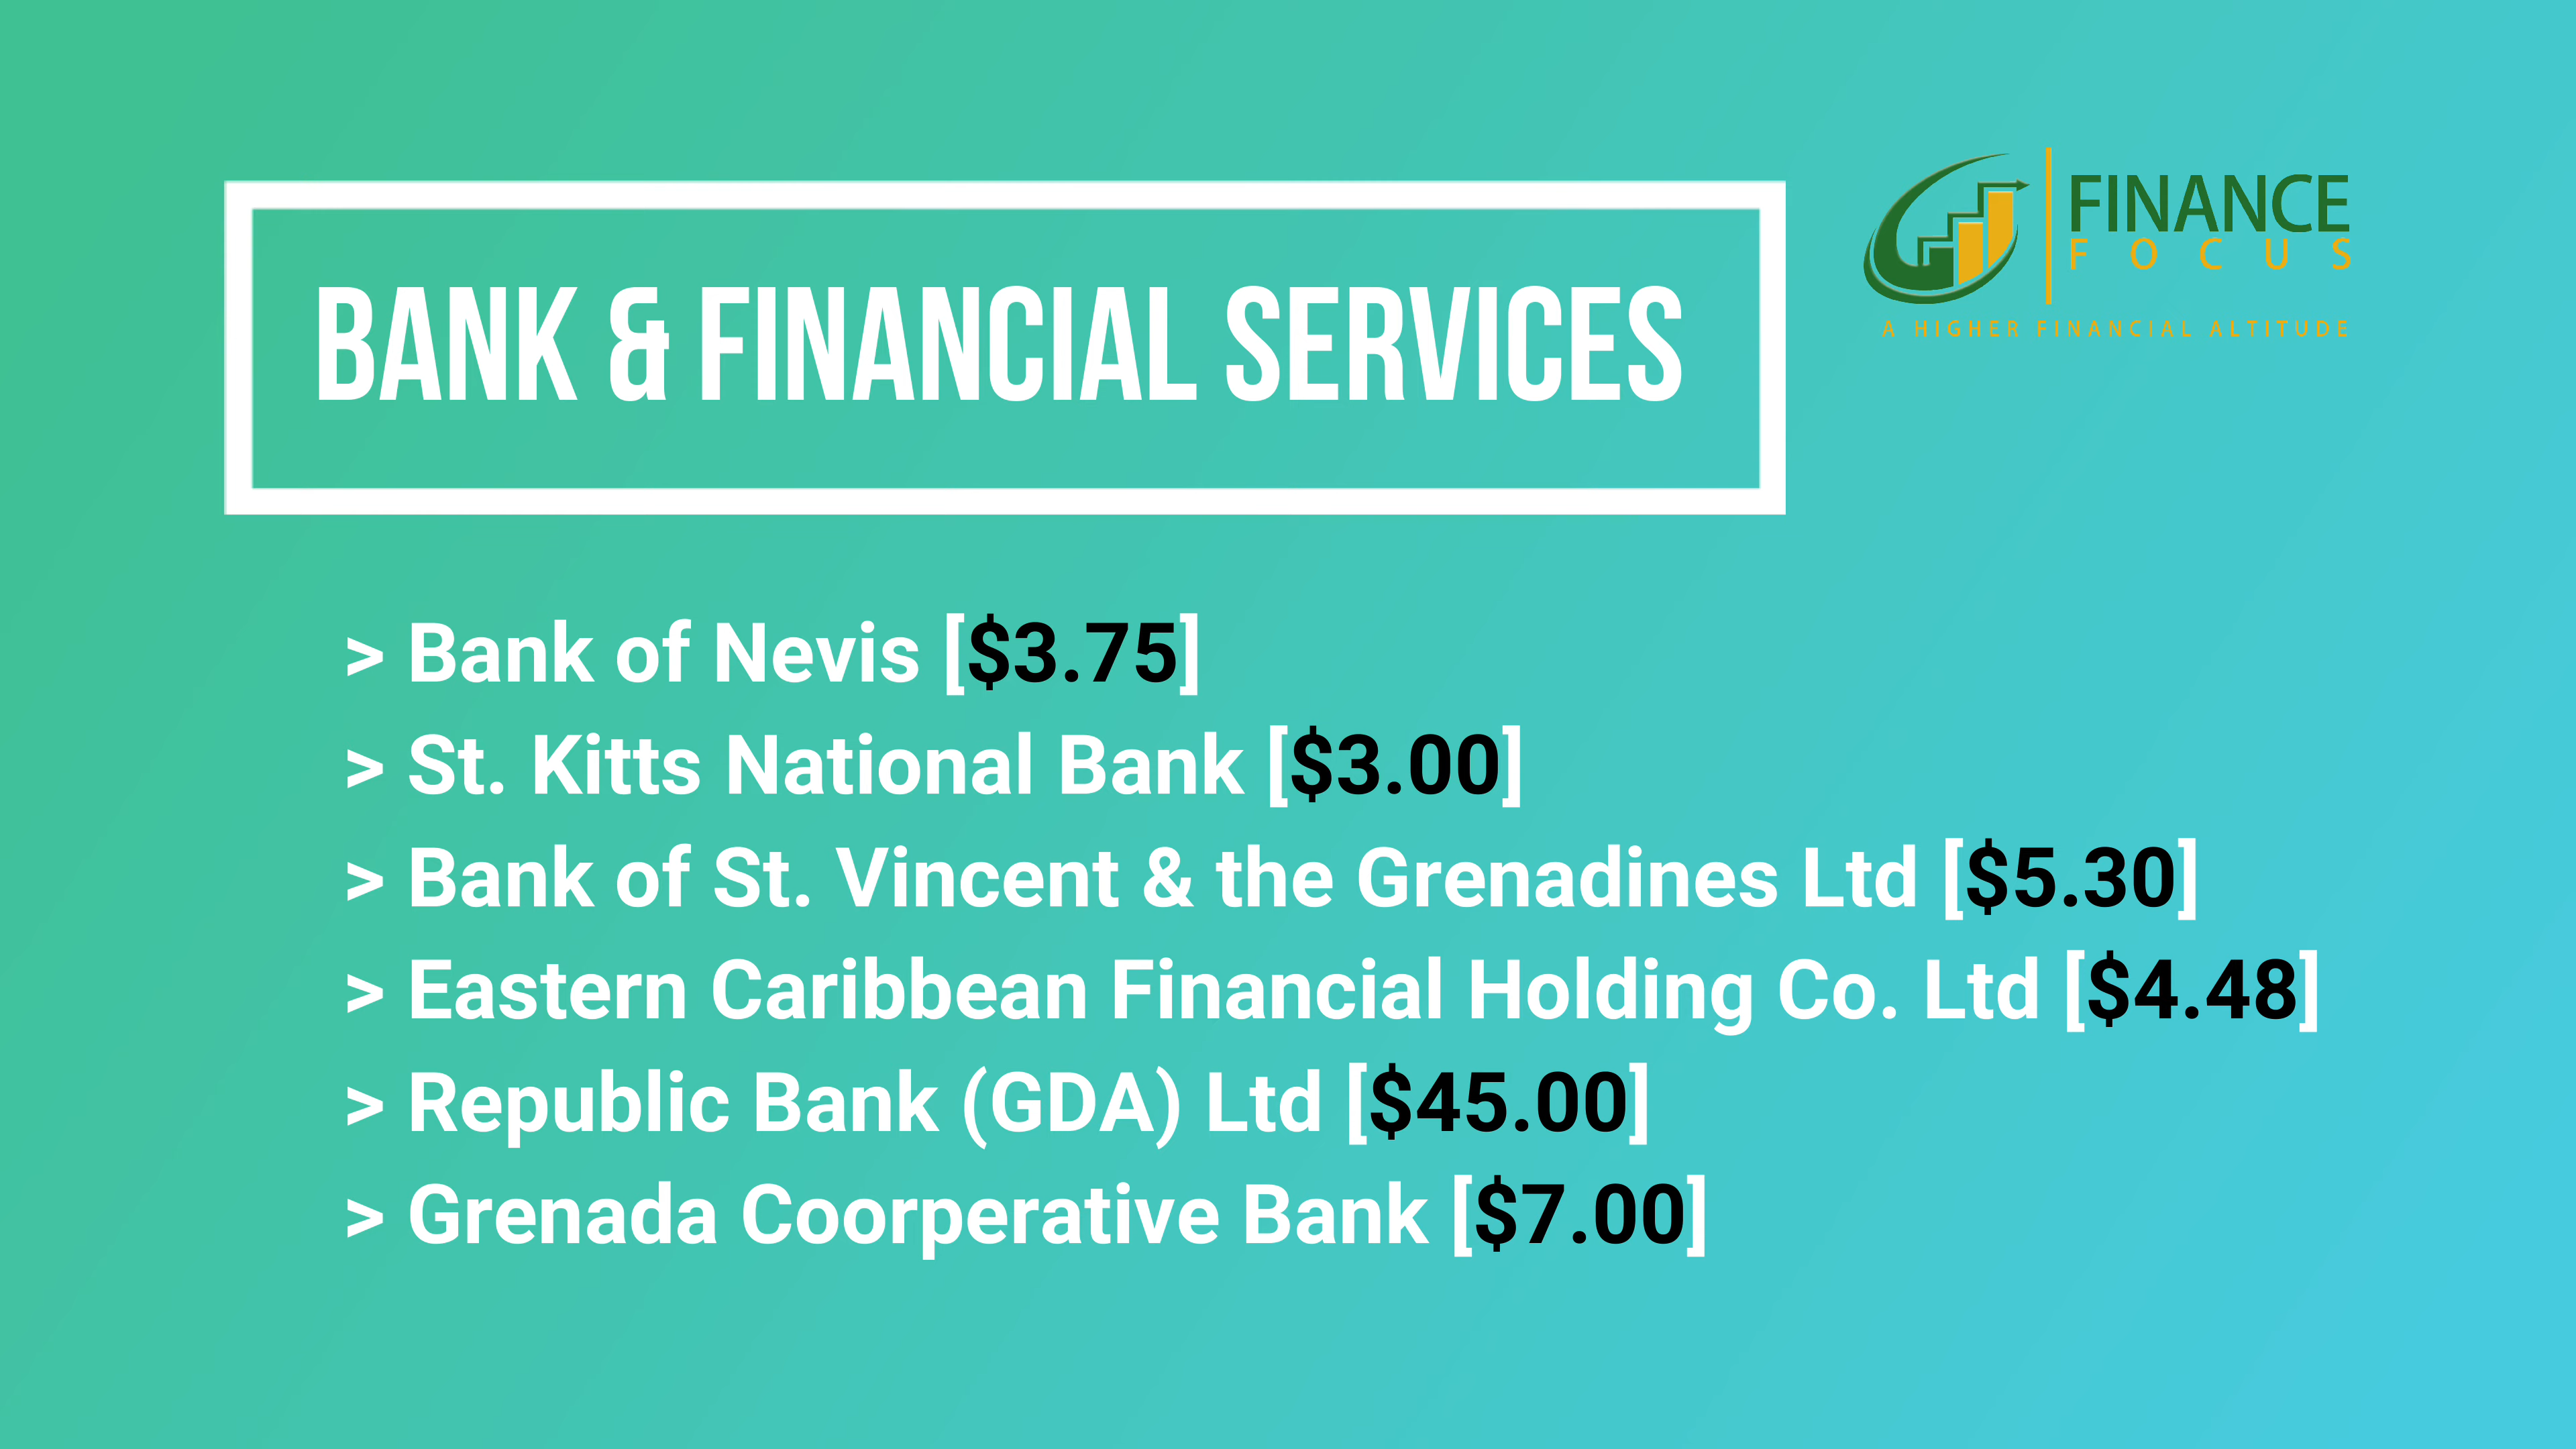 BANK & FINANCIAL SERVICES
FINANCE
FOCUS
A HIGHER FINANCIAL ALTITUDE
> Bank of Nevis [$3.75]
> St. Kitts National Bank [$3.00]
> Bank of St. Vincent & the Grenadines Ltd [$5.30]
> Eastern Caribbean Financial Holding Co. Ltd [$4.48]
> Republic Bank (GDA) Ltd [$45.00]
> Grenada Coorperative Bank [$7.00]